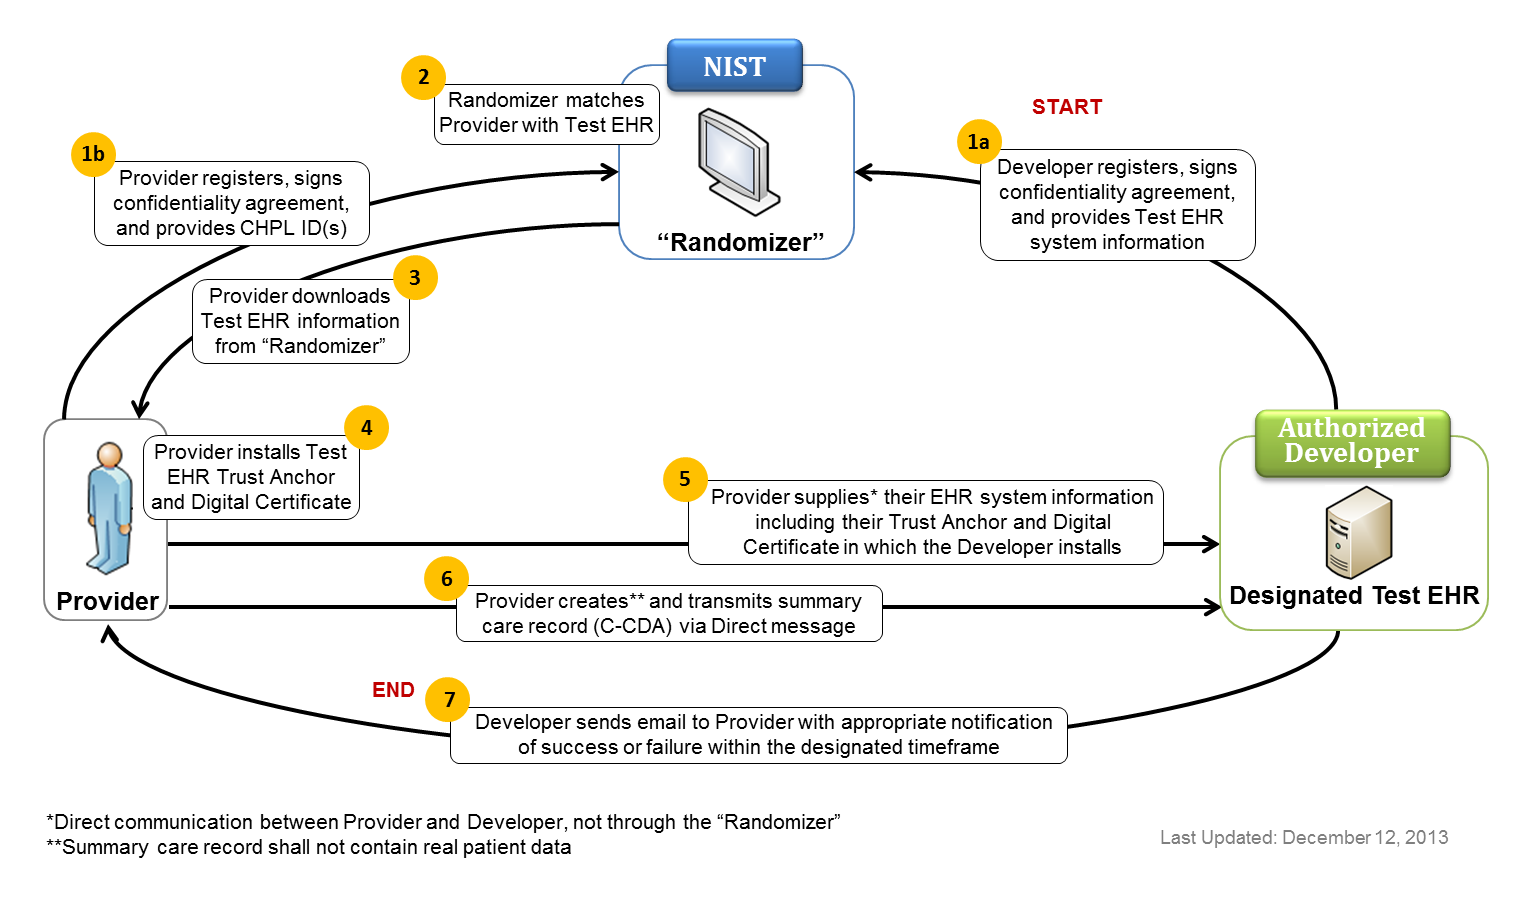 NIST
“Randomizer”
START
1a
Developer registers, signs
confidentiality agreement,
and provides Test EHR
system information
1b
Provider registers, signs
confidentiality agreement,
and provides CHPL ID(s)
2
Randomizer matches
Provider with Test EHR
3
Provider downloads
Test EHR information
from “Randomizer”
4
Provider installs Test
EHR Trust Anchor
and Digital Certificate
Provider
Authorized
Developer
Designated Test EHR
5
Provider supplies* their EHR system information
including their Trust Anchor and Digital
Certificate in which the Developer installs
6
Provider creates** and transmits summary
care record (C-CDA) via Direct message
END
7
Developer sends email to Provider with appropriate notification
of success or failure within the designated timeframe
*Direct communication between Provider and Developer, not through the “Randomizer”
**Summary care record shall not contain real patient data
Last Updated: December 12, 2013